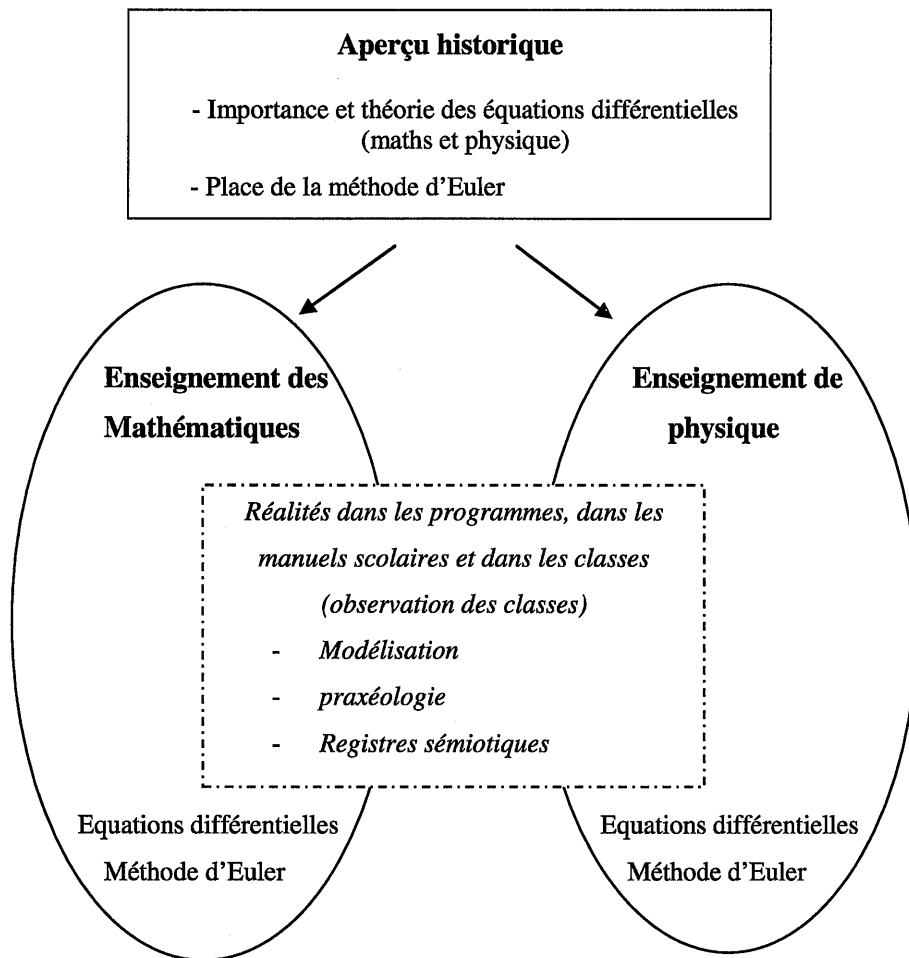 Aperçu historique
- Importance et théorie des équations différentielles
(maths et physique)
- Place de la méthode d'Euler
Enseignement des
Mathématiques
Enseignement de
physique
Réalités dans les programmes, dans les
manuels scolaires et dans les classes
(observation des classes)
- Modélisation
- praxéologie
- Registres sémiotiques
Equations différentielles
Méthode d'Euler
Equations différentielles
Méthode d'Euler